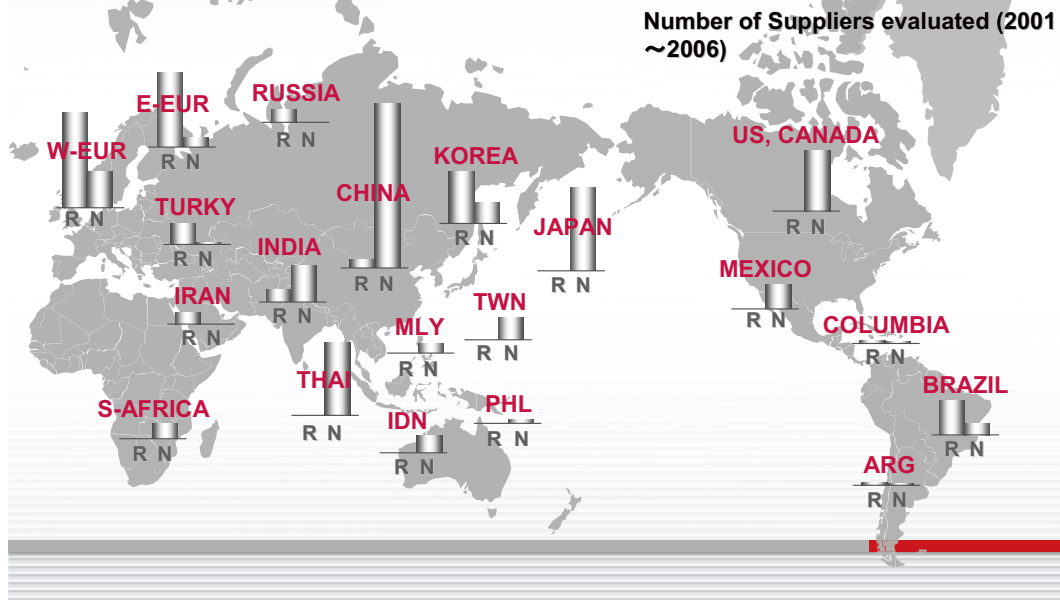 Number of Suppliers evaluated (2001
～2006)
E-EUR
R N
RUSSIA
R N
W-EUR
R N
US, CANADA
R N
KOREA
R N
CHINA
R N
TURKY
R N
JAPAN
R N
INDIA
R N
MEXICO
R N
IRAN
R N
TWN
R N
MLY
R N
COLUMBIA
R N
THAI
R N
BRAZIL
R N
S-AFRICA
R N
PHL
R N
IDN
R N
ARG
R N